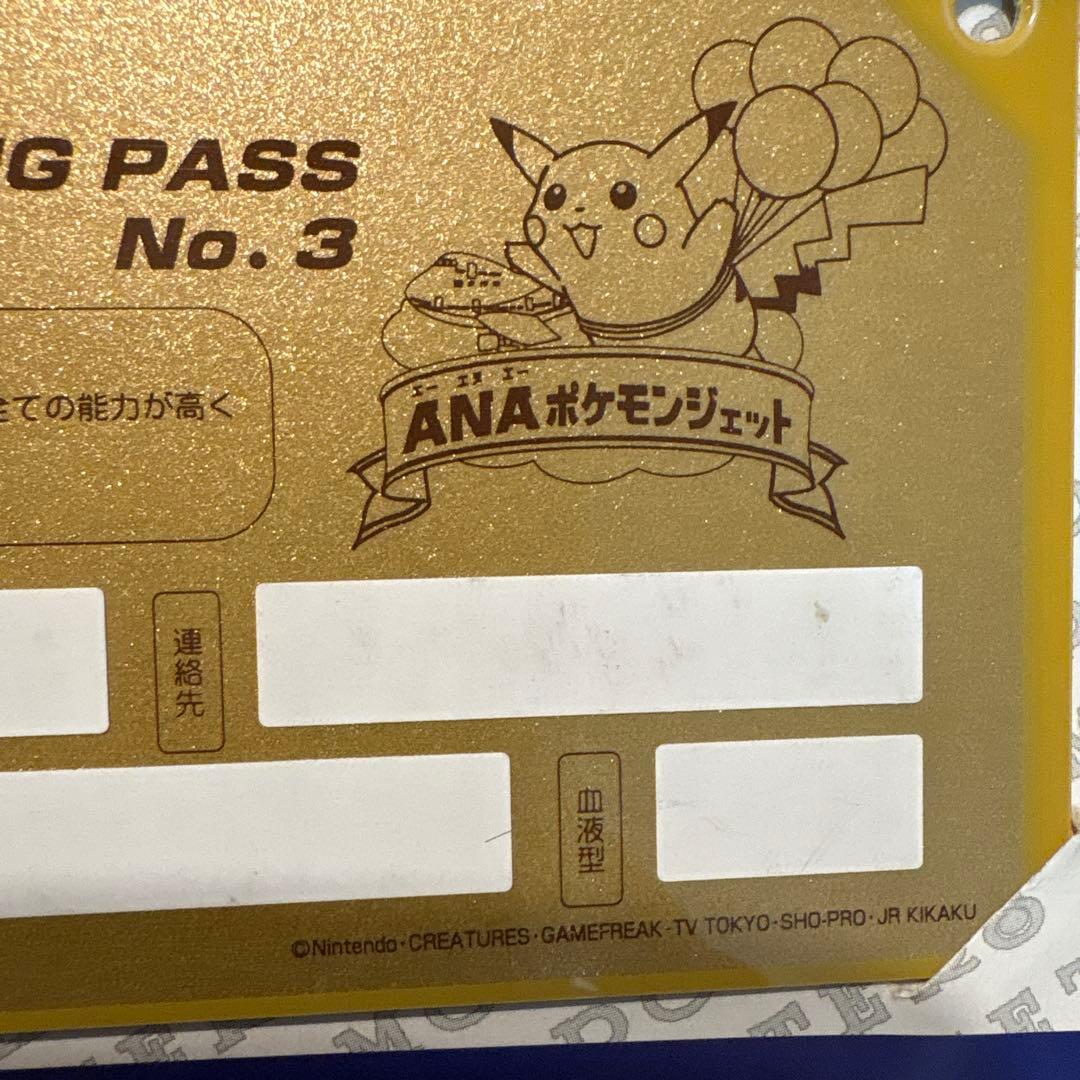 G PASS
No. 3
全ての能力が高く
エー エヌ エー
ANAポケモンジェット
連絡先
血液型
©Nintendo・CREATURES・GAMEFREAK・TV TOKYO・SHO-PRO・JR KIKAKU